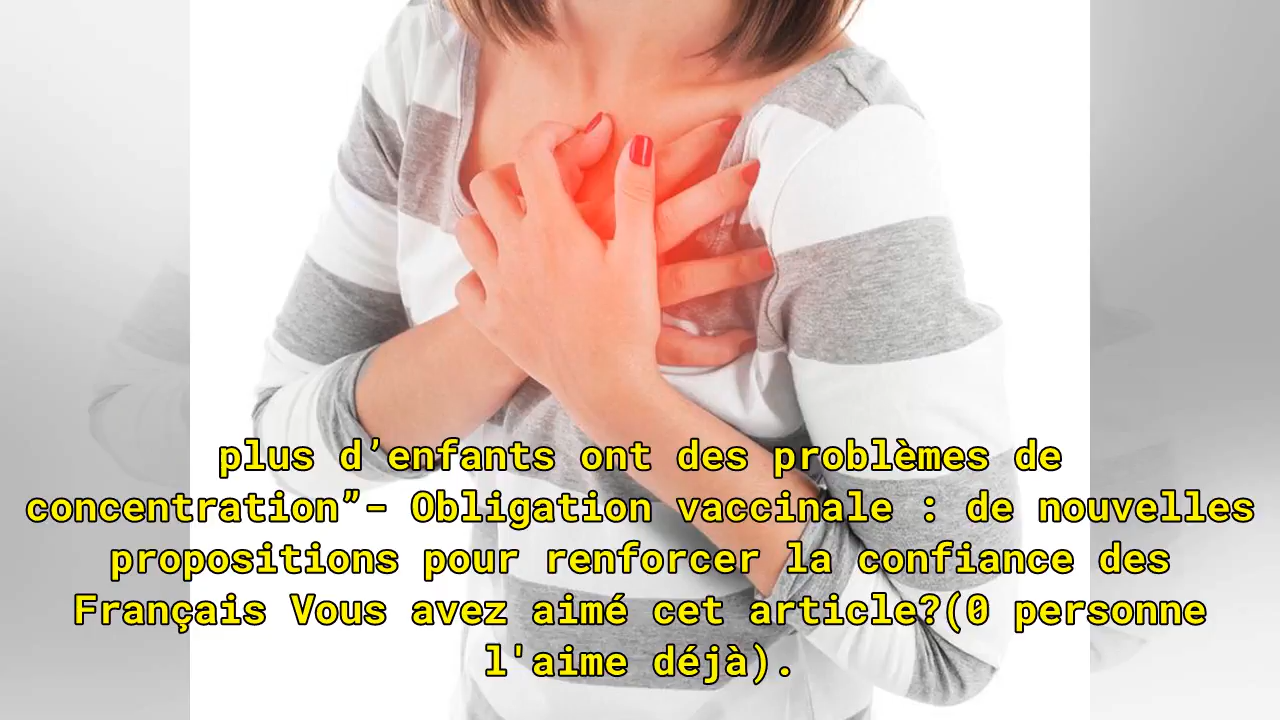 plus d’enfants ont des problèmes de
concentration”- Obligation vaccinale : de nouvelles
propositions pour renforcer la confiance des
Français Vous avez aimé cet article?(0 personne
l'aime déjà).